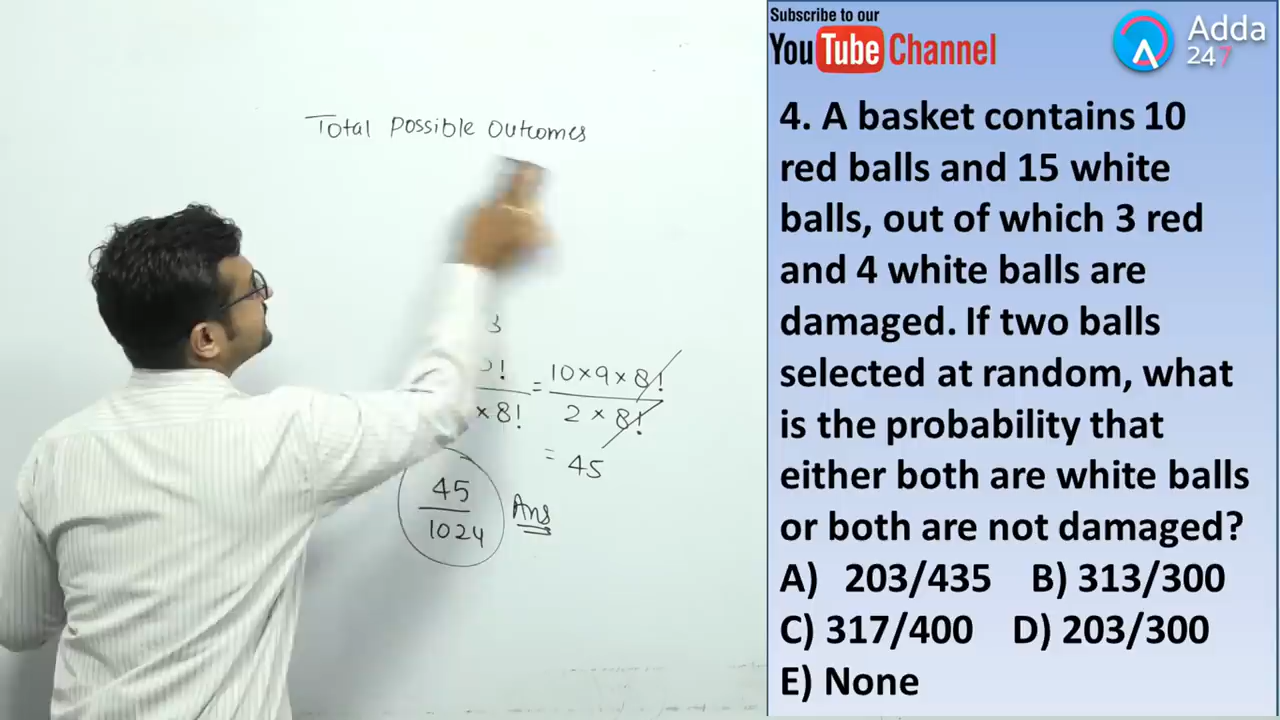 Total Possible Outcomes
3
!
= 10×9×8!
×8! 2 × 8!
= 45
45
1024 Ans
Subscribe to our
YouTube Channel
Adda
247
4. A basket contains 10
red balls and 15 white
balls, out of which 3 red
and 4 white balls are
damaged. If two balls
selected at random, what
is the probability that
either both are white balls
or both are not damaged?
A) 203/435 B) 313/300
C) 317/400 D) 203/300
E) None